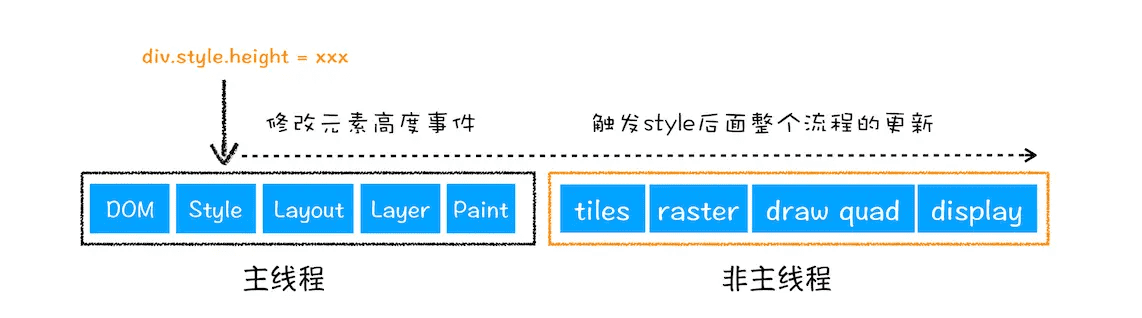 div.style.height = xxx
修改元素高度事件
触发style后面整个流程的更新
DOM Style Layout Layer Paint tiles raster draw quad display
主线程 非主线程